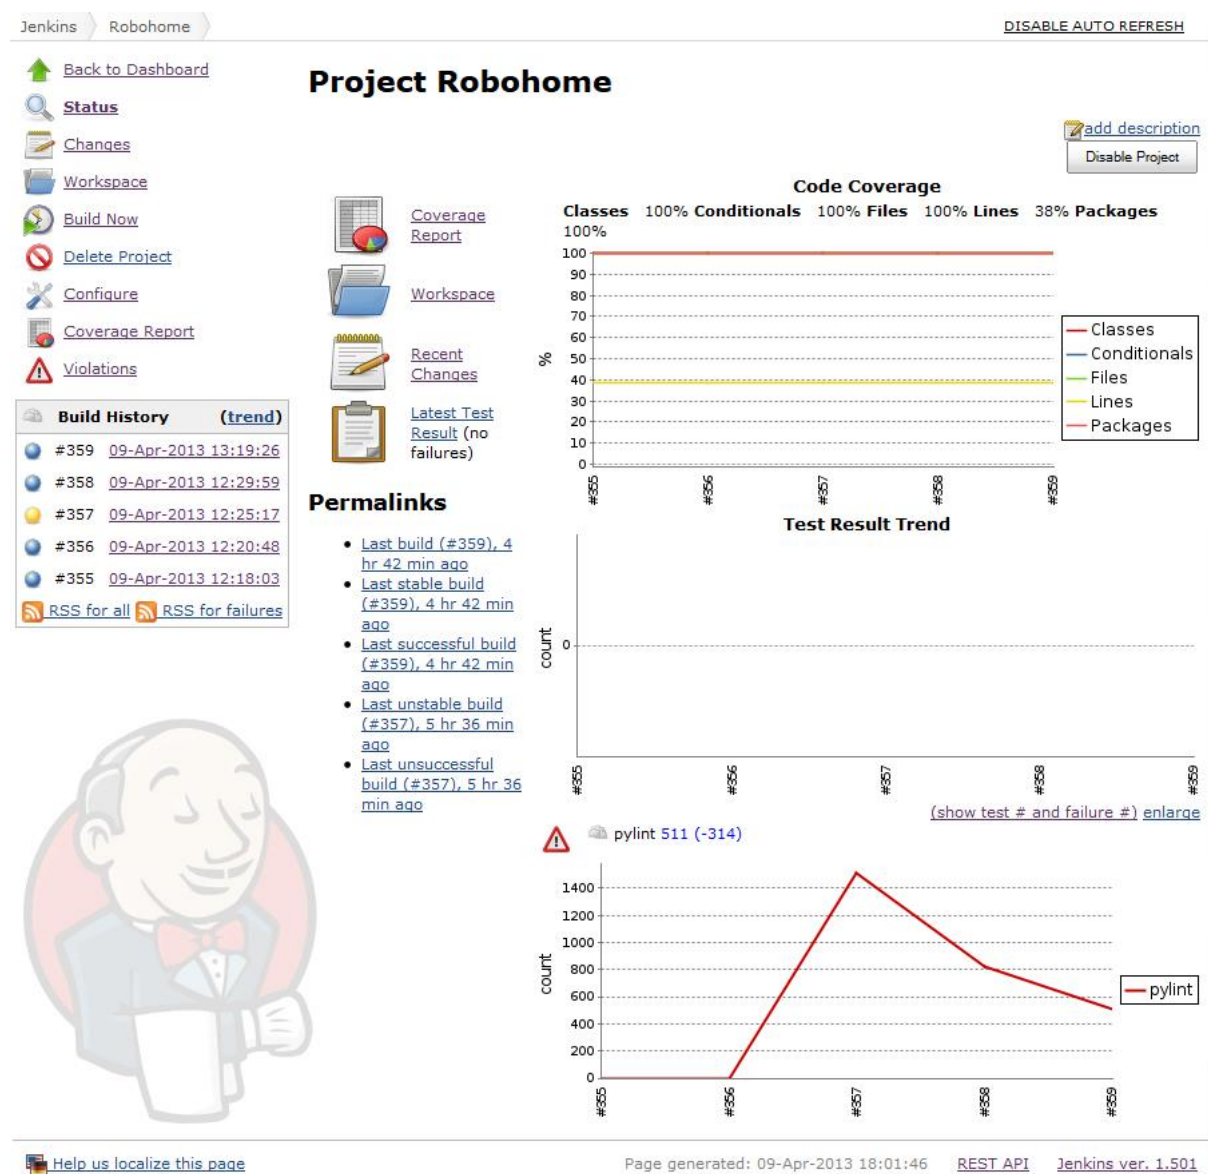 Jenkins Robohome DISABLE AUTO REFRESH
Back to Dashboard
Status
Changes
Workspace
Build Now
Delete Project
Configure
Coverage Report
Violations
Build History (trend)
#359 09-Apr-2013 13:19:26
#358 09-Apr-2013 12:29:59
#357 09-Apr-2013 12:25:17
#356 09-Apr-2013 12:20:48
#355 09-Apr-2013 12:18:03
RSS for all RSS for failures
Project Robohome
add description
Disable Project
Coverage
Report
Workspace
Recent
Changes
Latest Test
Result (no
failures)
Permalinks
Last build (#359), 4
hr 42 min ago
Last stable build
(#359), 4 hr 42 min
ago
Last successful build
(#359), 4 hr 42 min
ago
Last unstable build
(#357), 5 hr 36 min
ago
Last unsuccessful
build (#357), 5 hr 36
min ago
Code Coverage
Classes 100% Conditionals 100% Files 100% Lines 38% Packages
100%
100
90
80
70
60
50
40
30
20
10
0
%
#355 #356 #357 #358 #359
Classes
Conditionals
Files
Lines
Packages
Test Result Trend
count
0
#355 #356 #357 #358 #359
(show test # and failure #) enlarge
pylint 511 (-314)
1400
1200
1000
800
600
400
200
0
count
#355 #356 #357 #358 #359
pylint
Help us localize this page Page generated: 09-Apr-2013 18:01:46 REST API Jenkins ver. 1.501